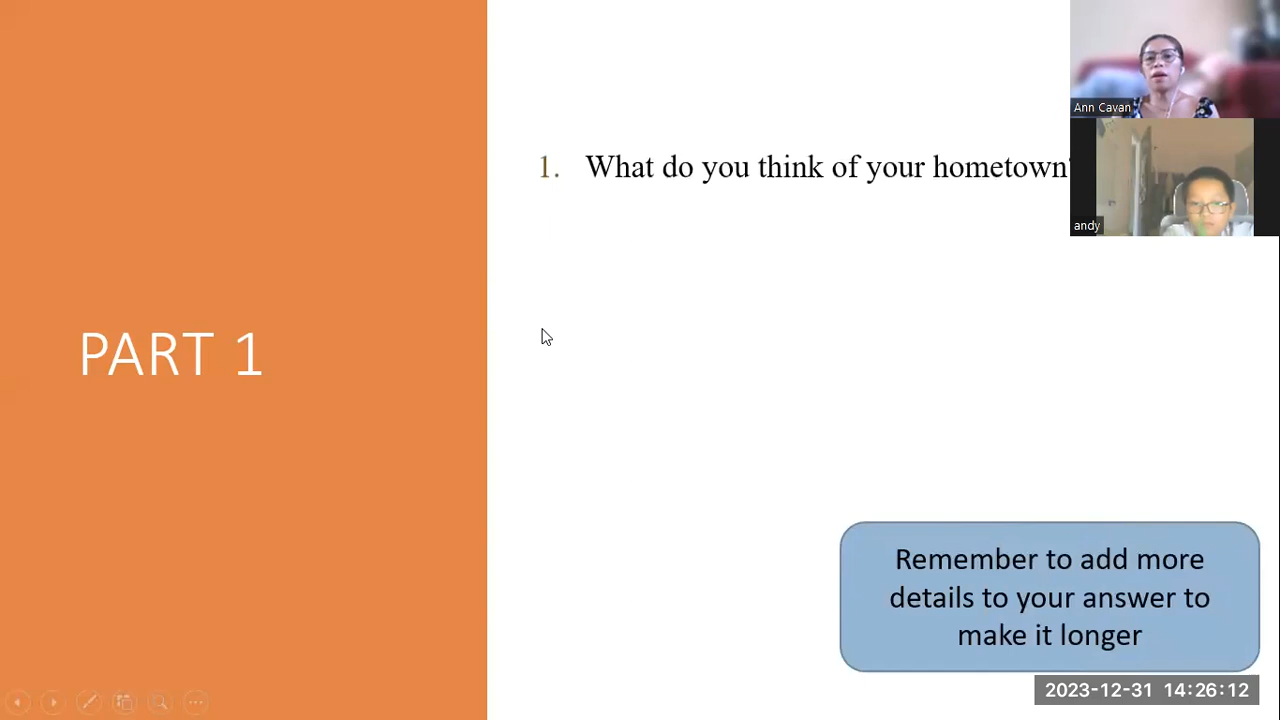 Ann Cavan
1. What do you think of your hometown?
andy
PART 1
Remember to add more
details to your answer to
make it longer
2023-12-31 14:26:12